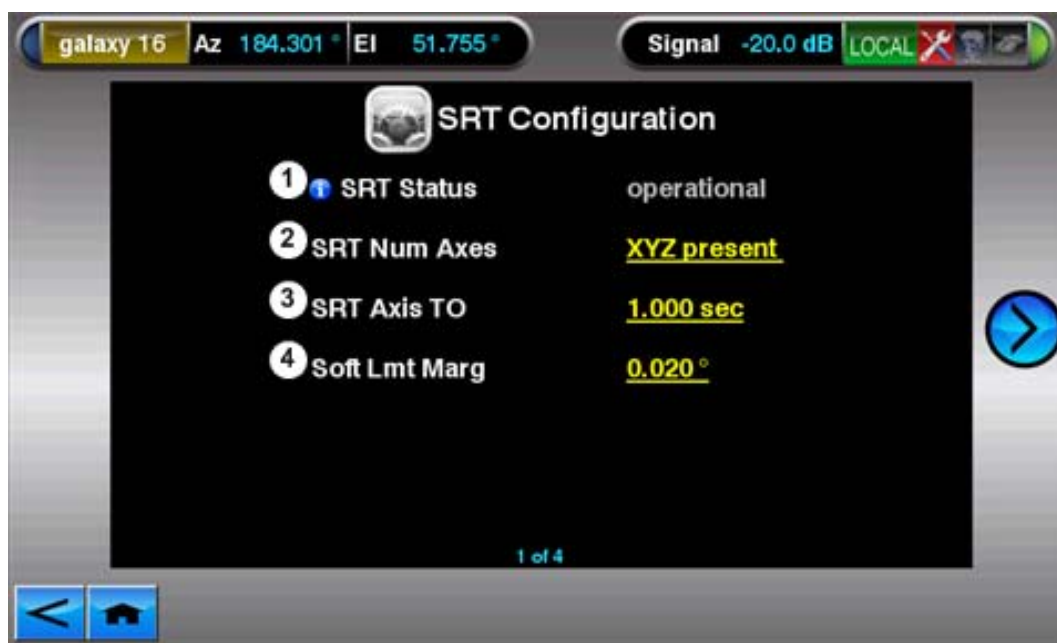 galaxy 16 Az 184.301 ° El 51.755 ° Signal -20.0 dB LOCAL
SRT Configuration
1 i SRT Status operational
2 SRT Num Axes XYZ present
3 SRT Axis TO 1.000 sec
4 Soft Lmt Marg 0.020 °
1 of 4